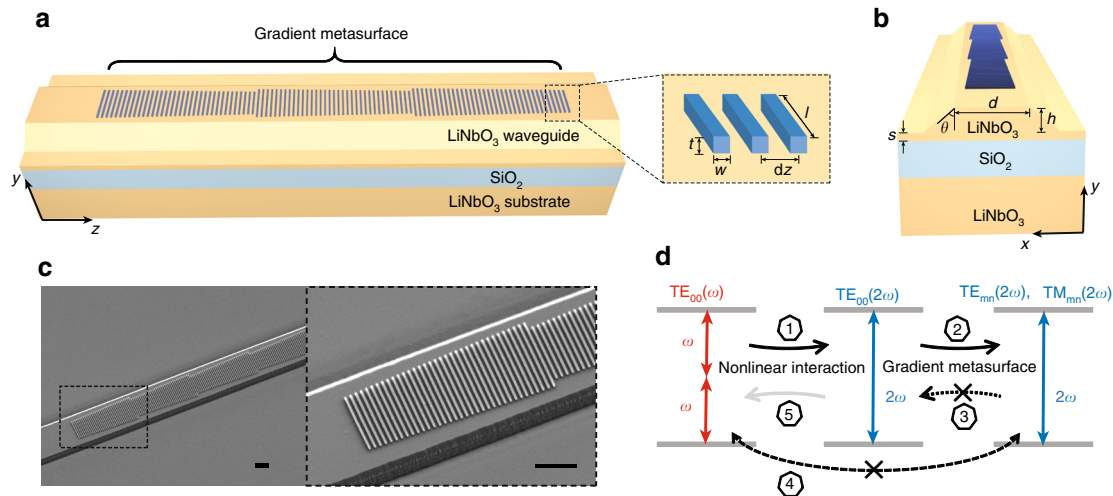 a
Gradient metasurface
LiNbO3 waveguide
SiO2
LiNbO3 substrate
y
z
l
t
w
dz
b
d
h
θ
LiNbO3
s
SiO2
LiNbO3
y
x
c
d
TE00(ω)
TE00(2ω)
TEmn(2ω), TMmn(2ω)
1
2
ω
Nonlinear interaction
Gradient metasurface
ω
5
2ω
3
2ω
4